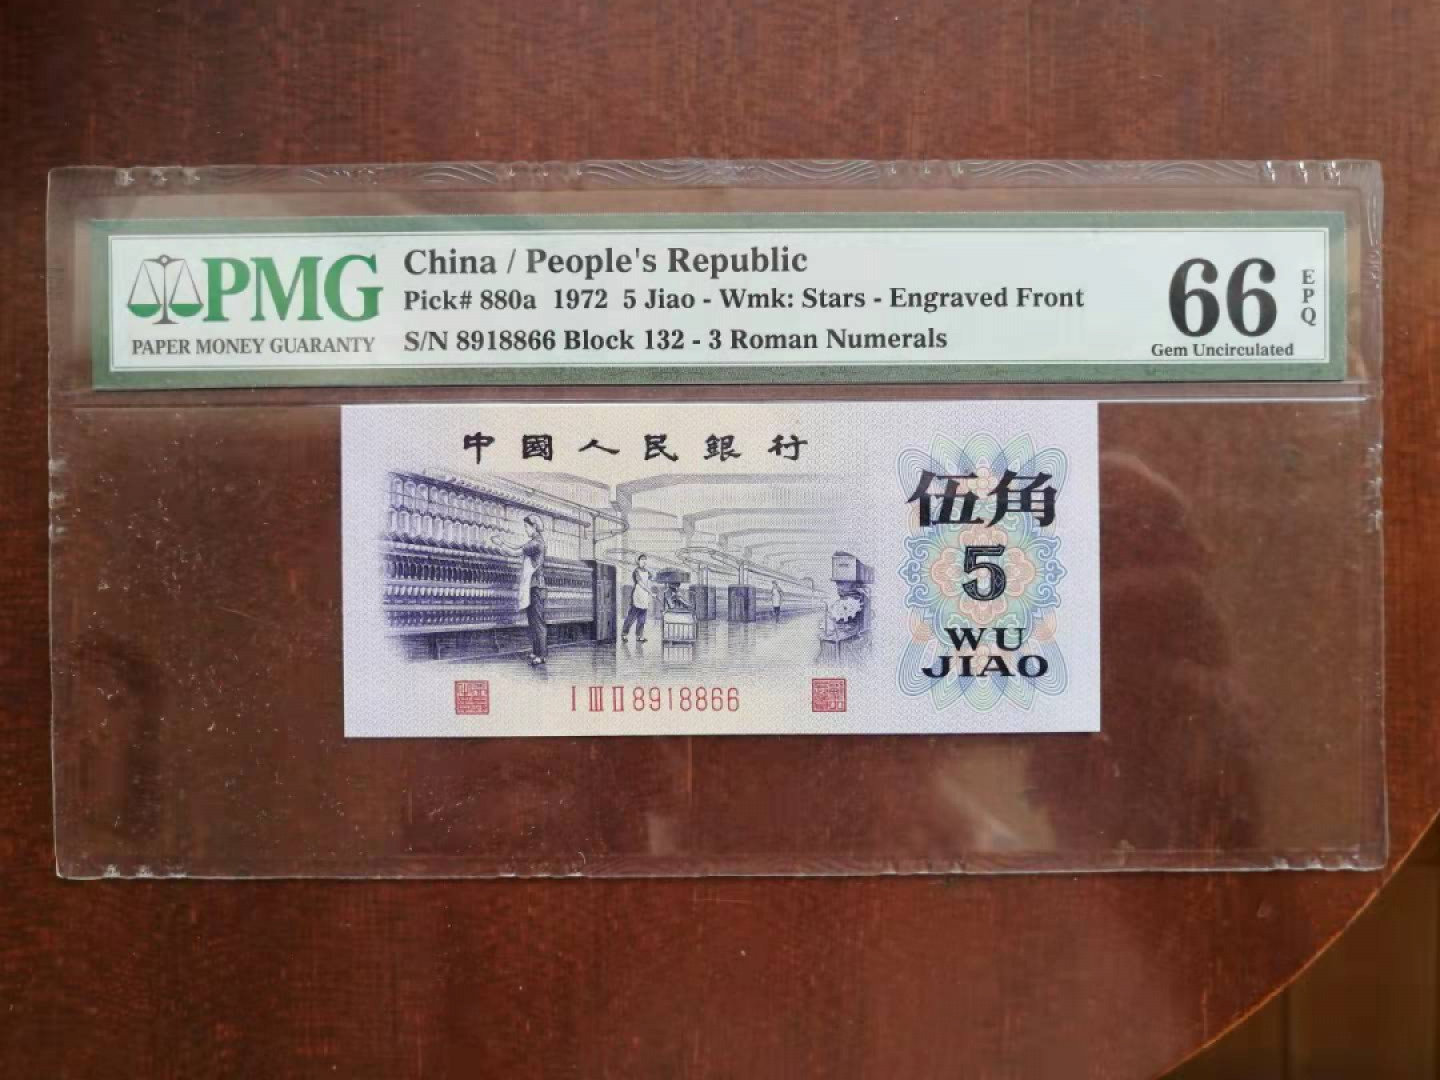 PMG
PAPER MONEY GUARANTY
China / People's Republic
Pick# 880a 1972 5 Jiao - Wmk: Stars - Engraved Front
S/N 8918866 Block 132 - 3 Roman Numerals
66
EPQ
Gem Uncirculated
中國人民銀行
伍角
5
WU
JIAO
I III II 8918866